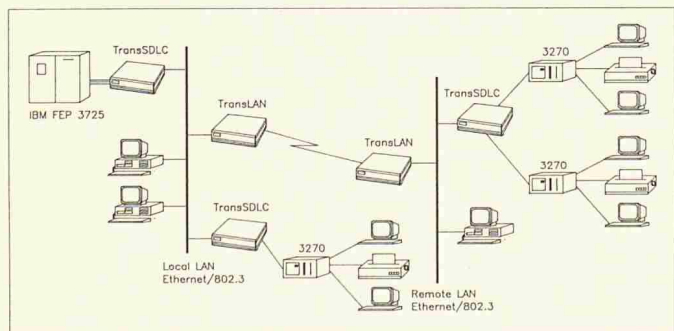 TransSDLC
IBM FEP 3725
TransLAN
TransLAN
TransSDLC
3270
Local LAN
Ethernet/802.3
TransSDLC
3270
3270
Remote LAN
Ethernet/802.3